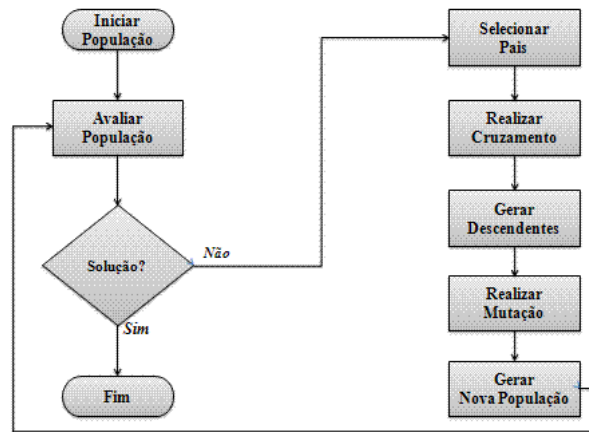 Iniciar
População
Avaliar
População
Solução?
Não
Sim
Fim
Selecionar
Pais
Realizar
Cruzamento
Gerar
Descendentes
Realizar
Mutação
Gerar
Nova População